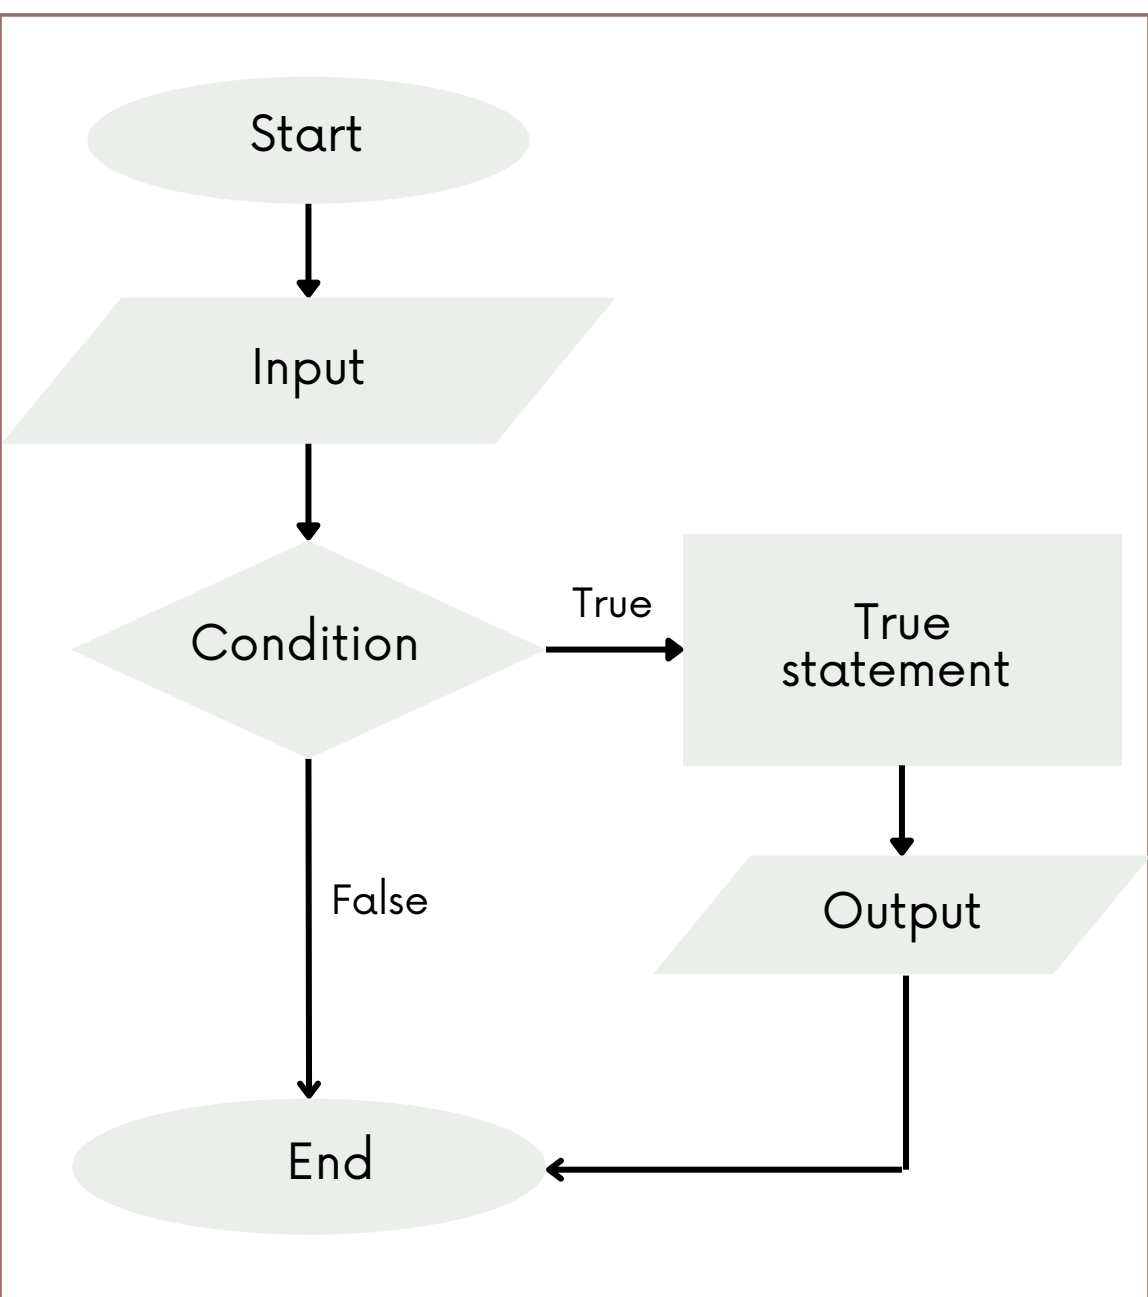 Start
Input
Condition
True
True
statement
False
Output
End